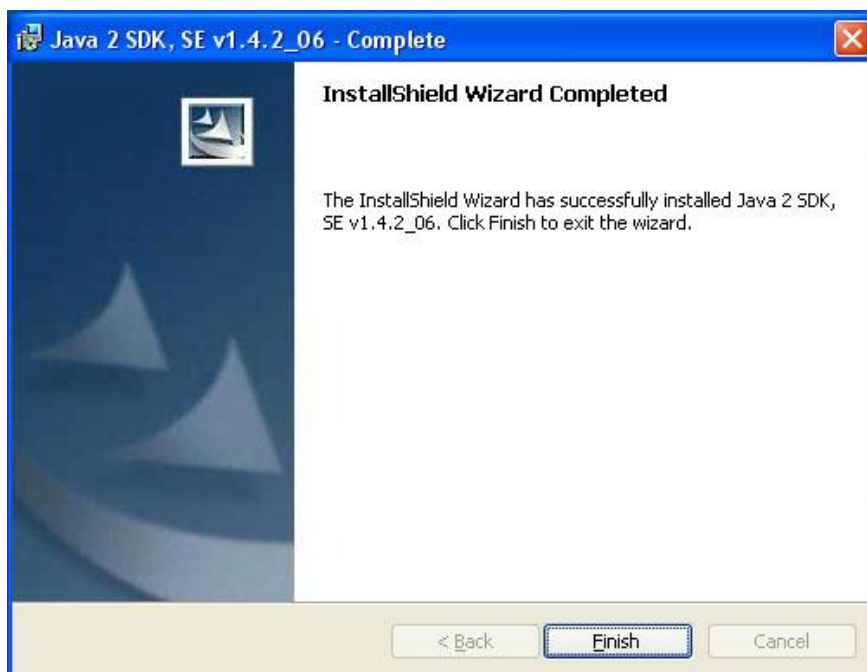 Java 2 SDK, SE v1.4.2_06 - Complete
InstallShield Wizard Completed
The InstallShield Wizard has successfully installed Java 2 SDK,
SE v1.4.2_06. Click Finish to exit the wizard.
< Back Finish Cancel